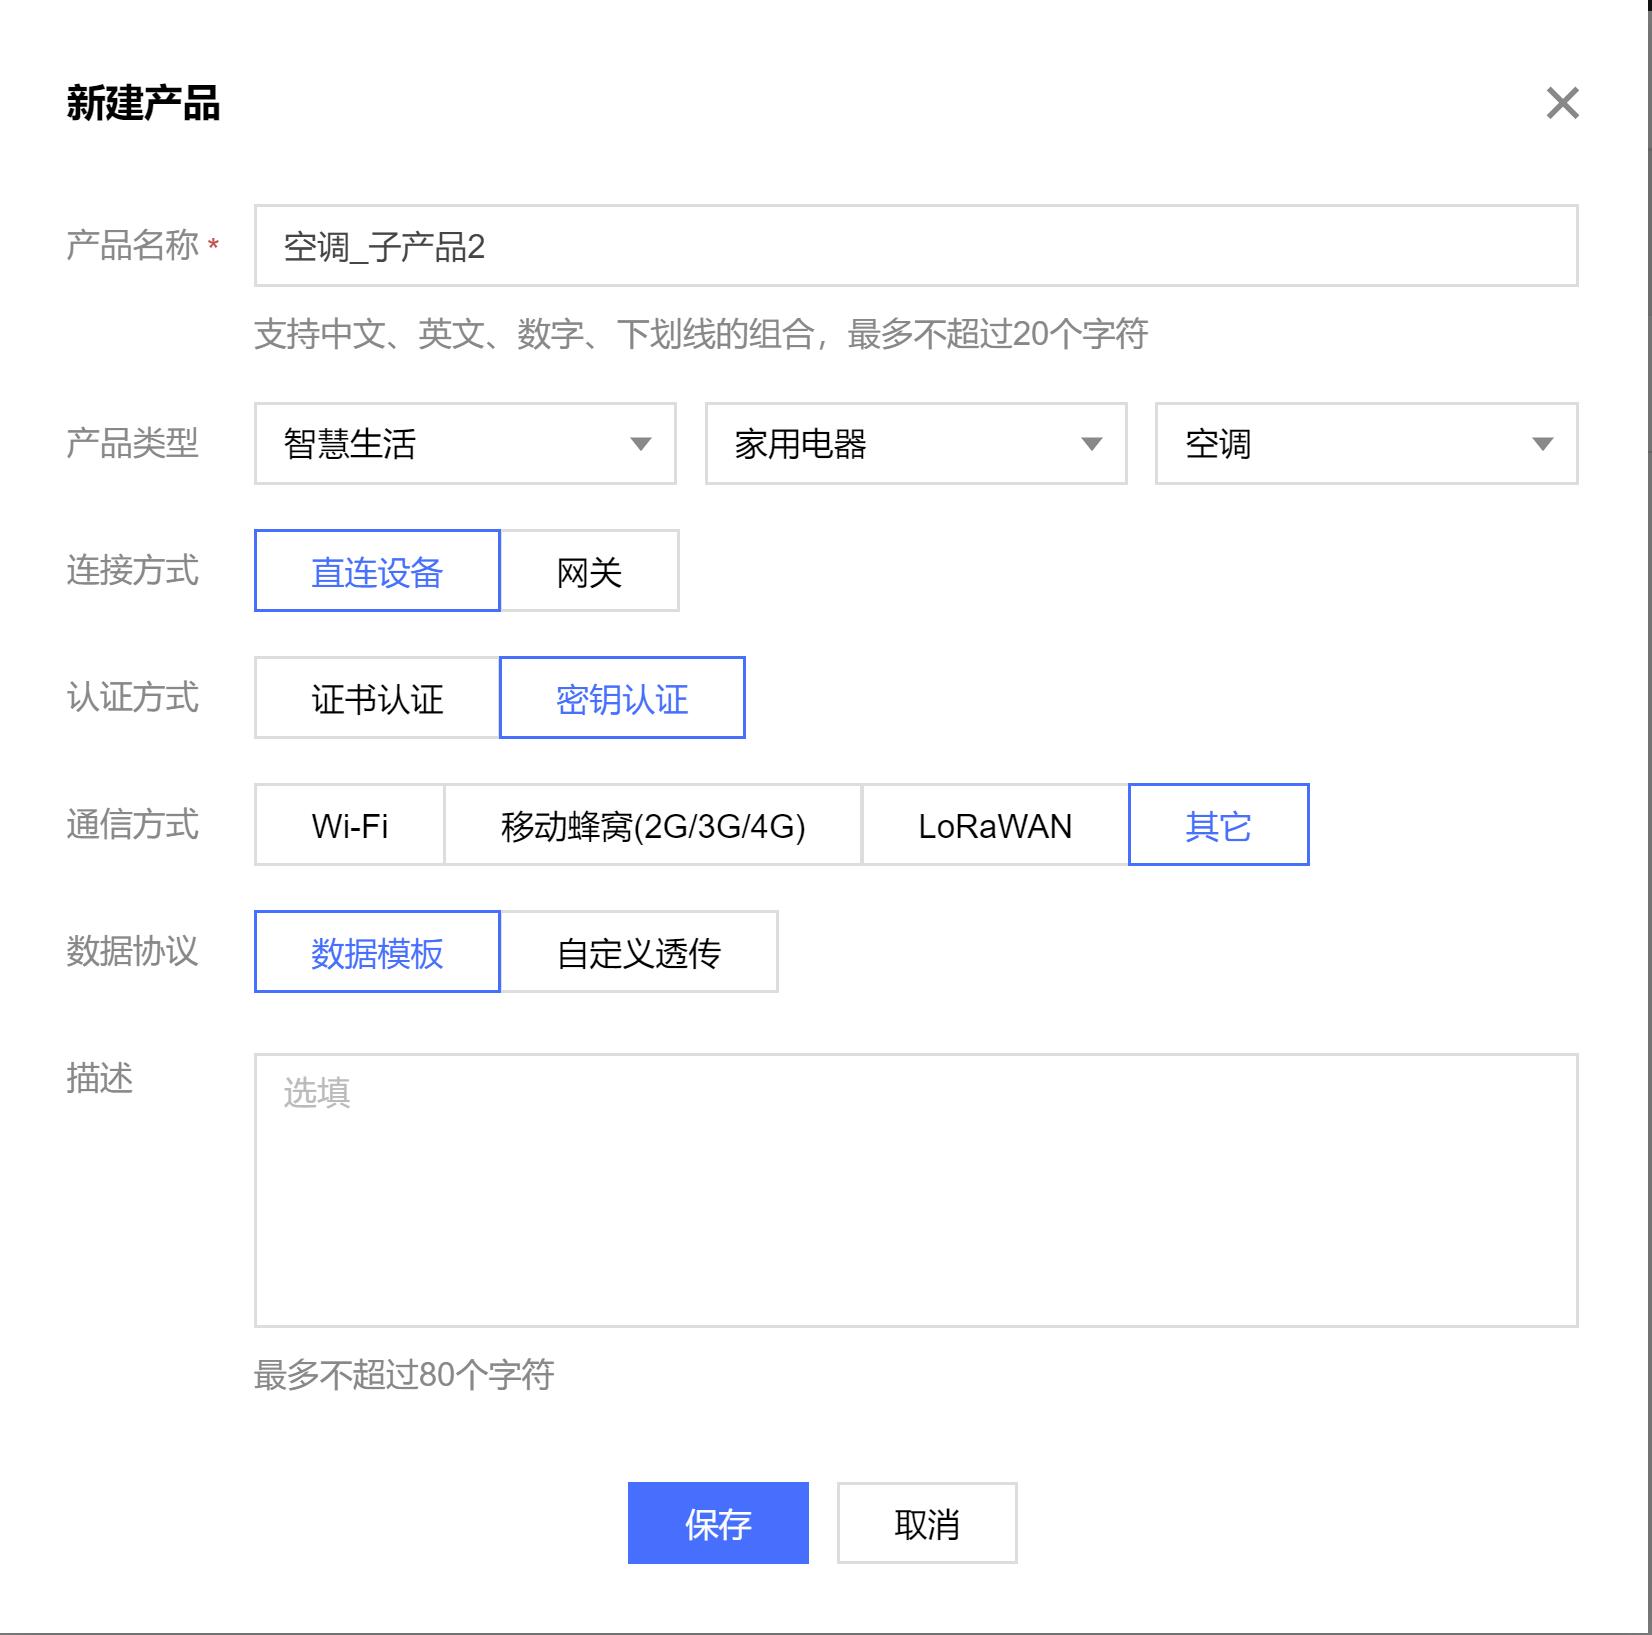 新建产品
产品名称 *
空调_子产品2
支持中文、英文、数字、下划线的组合，最多不超过20个字符
产品类型 智慧生活 家用电器 空调
连接方式 直连设备 网关
认证方式 证书认证 密钥认证
通信方式 Wi-Fi 移动蜂窝(2G/3G/4G) LoRaWAN 其它
数据协议 数据模板 自定义透传
描述 选填
最多不超过80个字符
保存 取消